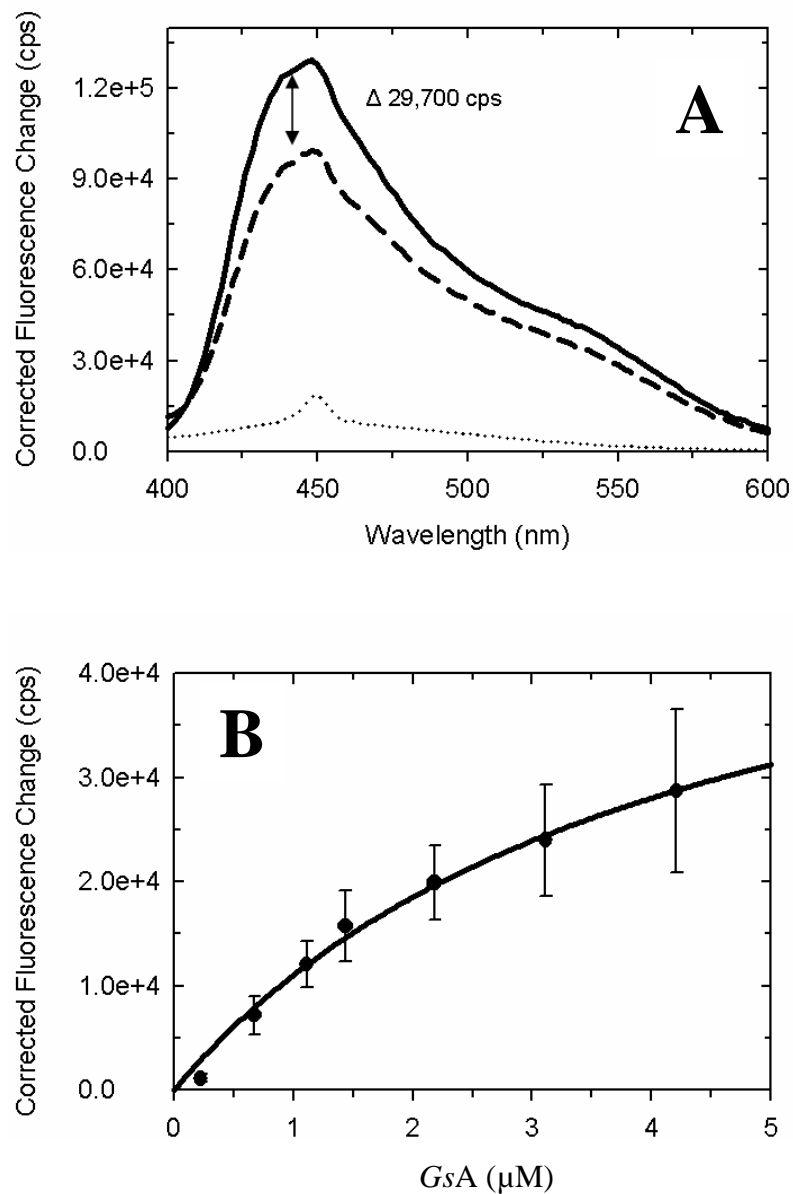 Corrected Fluorescence Change (cps)
1.2e+5
9.0e+4
6.0e+4
3.0e+4
0.0
Δ 29,700 cps
A
400 450 500 550 600
Wavelength (nm)
Corrected Fluorescence Change (cps)
4.0e+4
3.0e+4
2.0e+4
1.0e+4
0.0
B
0 1 2 3 4 5
GsA (μM)